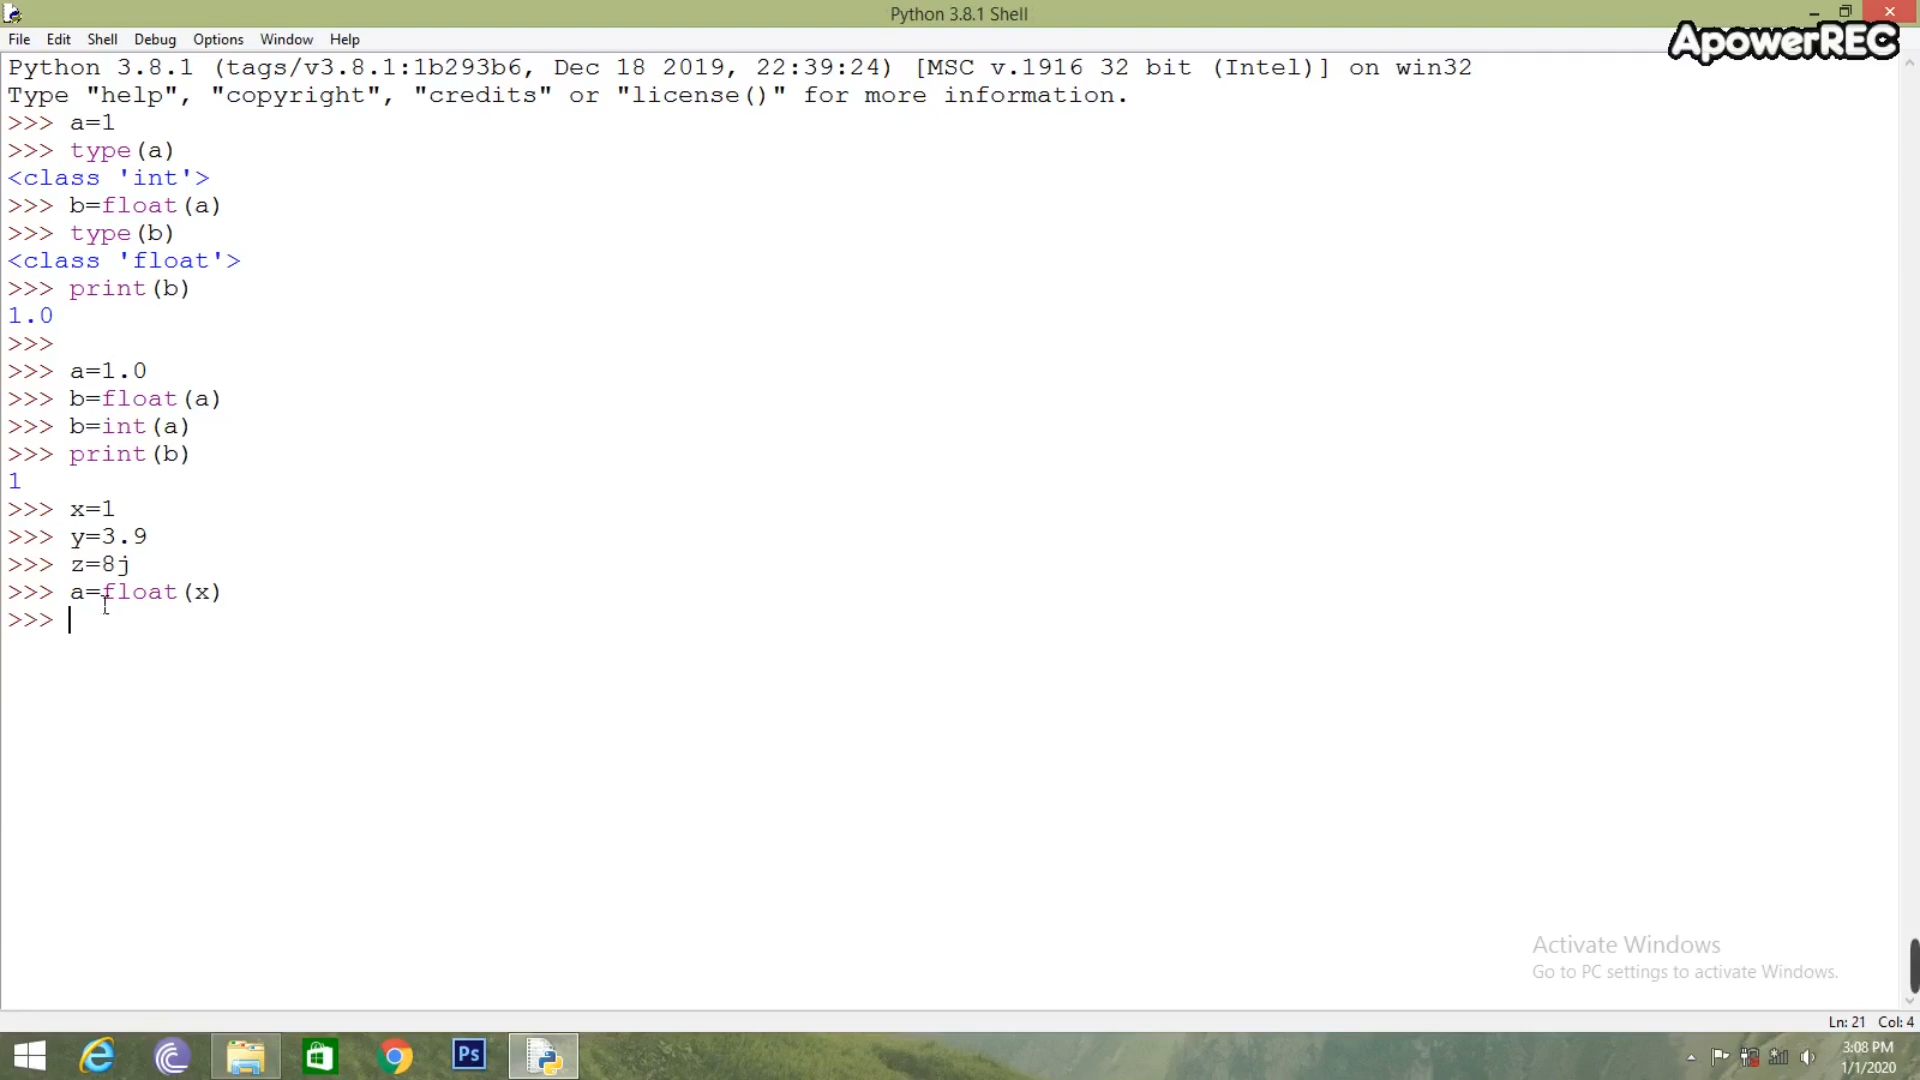 Python 3.8.1 Shell
ApowerREC
File Edit Shell Debug Options Window Help
Python 3.8.1 (tags/v3.8.1:1b293b6, Dec 18 2019, 22:39:24) [MSC v.1916 32 bit (Intel)] on win32
Type "help", "copyright", "credits" or "license()" for more information.
>>> a=1
>>> type(a)
<class 'int'>
>>> b=float(a)
>>> type(b)
<class 'float'>
>>> print(b)
1.0
>>>
>>> a=1.0
>>> b=float(a)
>>> b=int(a)
>>> print(b)
1
>>> x=1
>>> y=3.9
>>> z=8j
>>> a=float(x)
>>>
Activate Windows
Go to PC settings to activate Windows.
Ln: 21 Col: 4
Ps
3:08 PM
1/1/2020